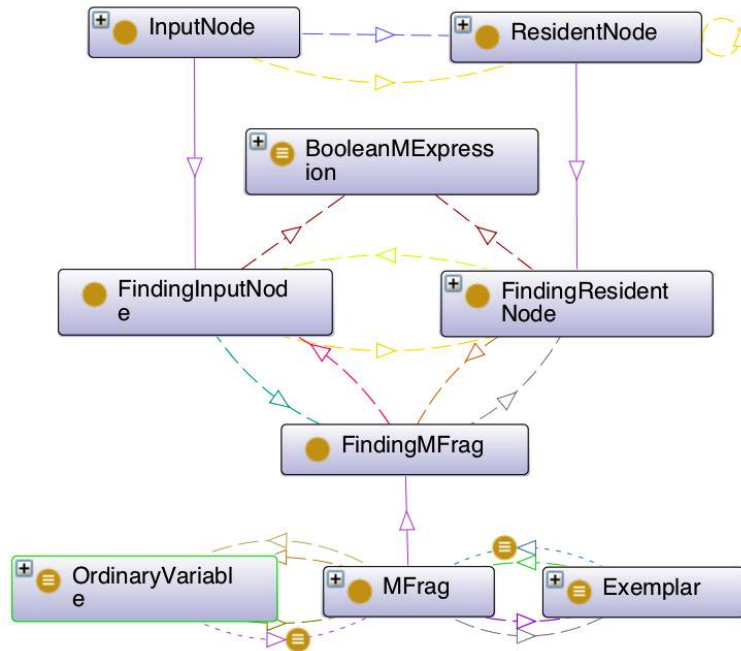 InputNode
ResidentNode
BooleanMExpress
ion
FindingInputNod
e
FindingResident
Node
FindingMFrag
OrdinaryVariabl
e
MFrag
Exemplar